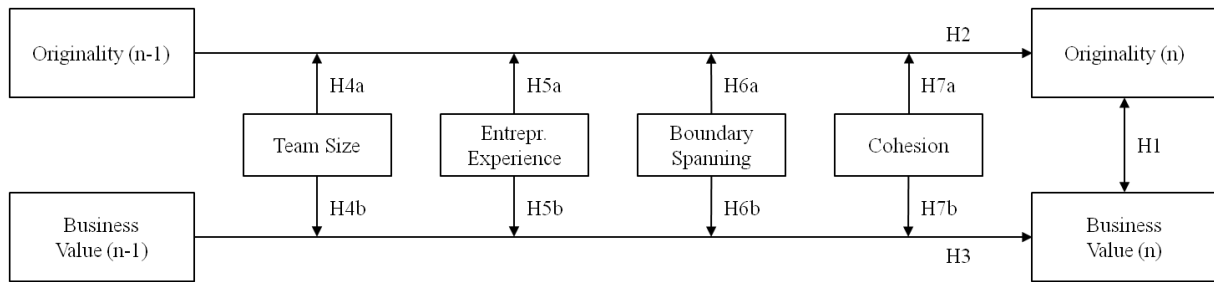 Originality (n-1)
H2
Originality (n)
H4a
H5a
H6a
H7a
Team Size
Entrepr.
Experience
Boundary
Spanning
Cohesion
H1
H4b
H5b
H6b
H7b
Business
Value (n-1)
H3
Business
Value (n)